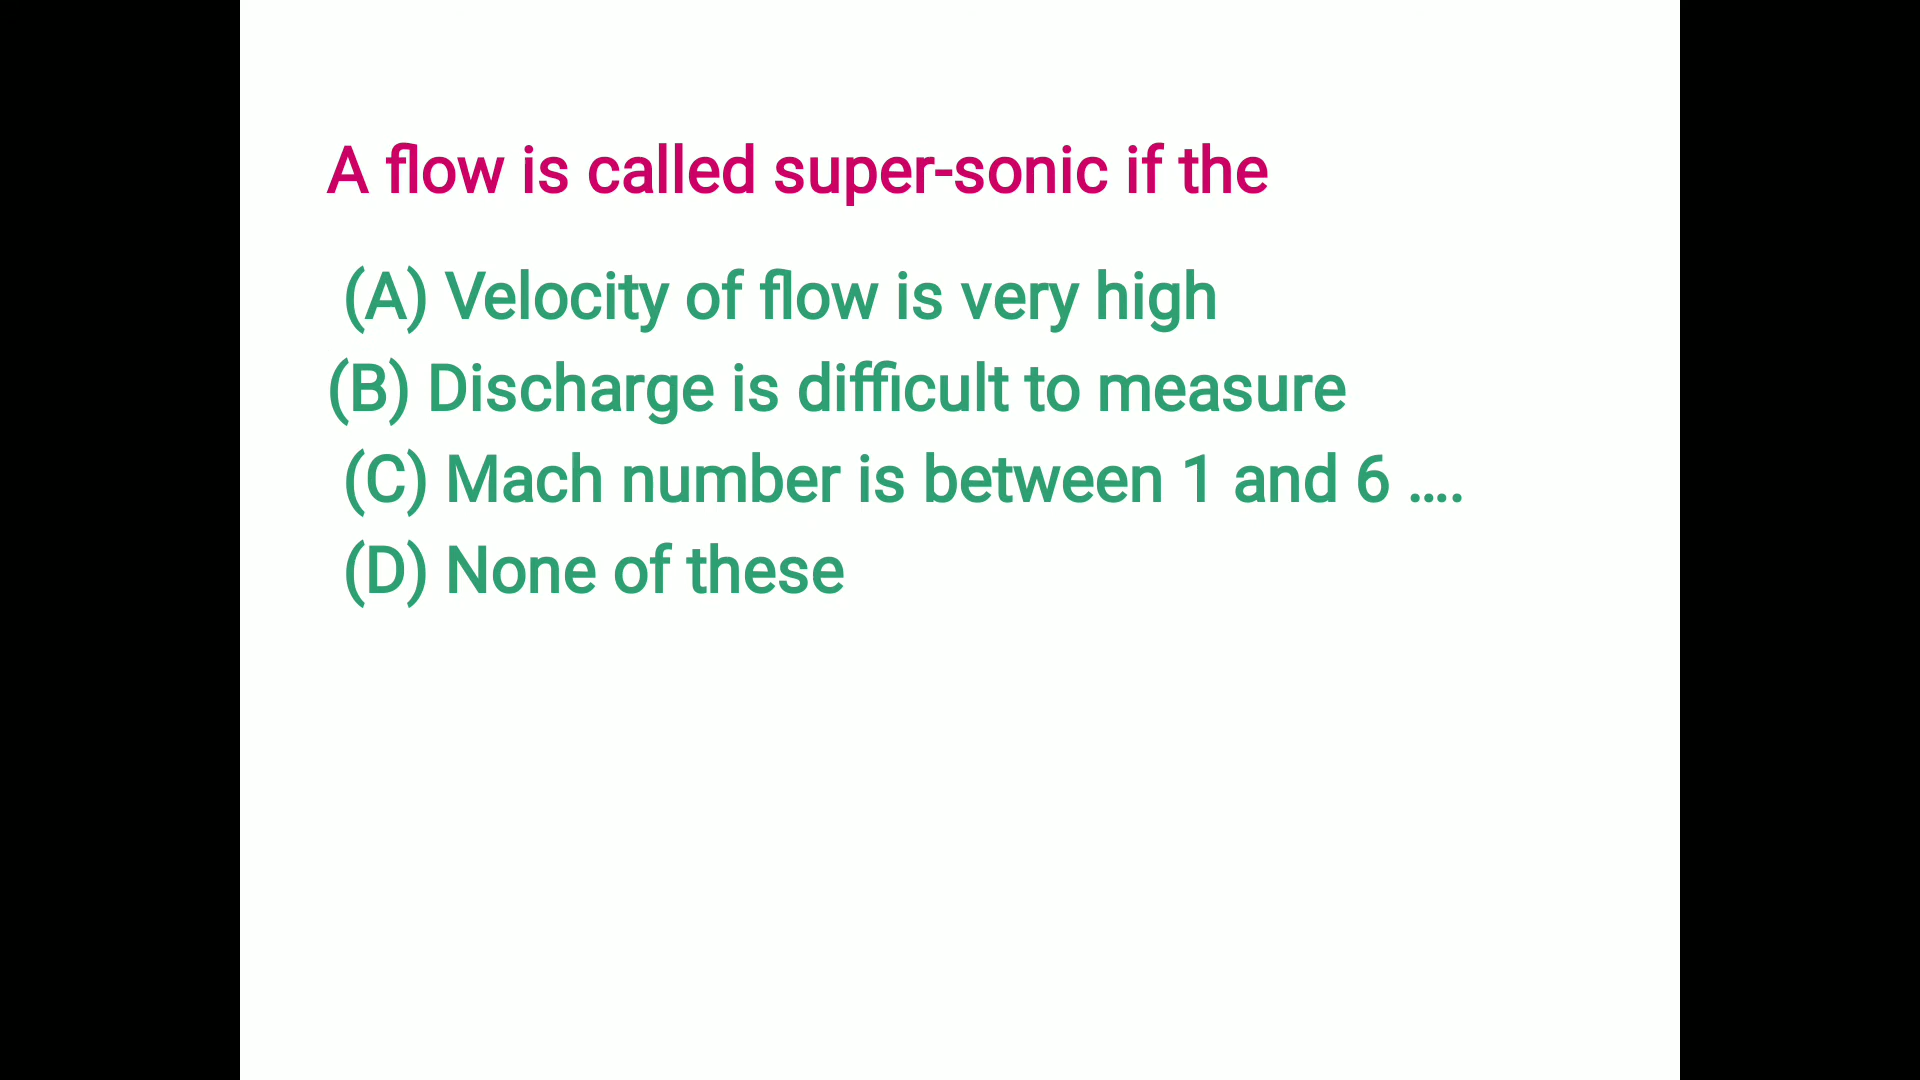 A flow is called super-sonic if the
(A) Velocity of flow is very high
(B) Discharge is difficult to measure
(C) Mach number is between 1 and 6 ....
(D) None of these